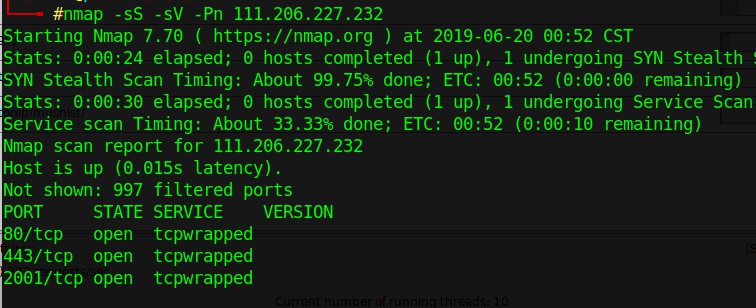 #nmap -sS -sV -Pn 111.206.227.232
Starting Nmap 7.70 ( https://nmap.org ) at 2019-06-20 00:52 CST
Stats: 0:00:24 elapsed; 0 hosts completed (1 up), 1 undergoing SYN Stealth S
SYN Stealth Scan Timing: About 99.75% done; ETC: 00:52 (0:00:00 remaining)
Stats: 0:00:30 elapsed; 0 hosts completed (1 up), 1 undergoing Service Scan
Service scan Timing: About 33.33% done; ETC: 00:52 (0:00:10 remaining)
Nmap scan report for 111.206.227.232
Host is up (0.015s latency).
Not shown: 997 filtered ports
PORT     STATE SERVICE    VERSION
80/tcp   open  tcpwrapped
443/tcp  open  tcpwrapped
2001/tcp open  tcpwrapped
Current number of running threads: 10